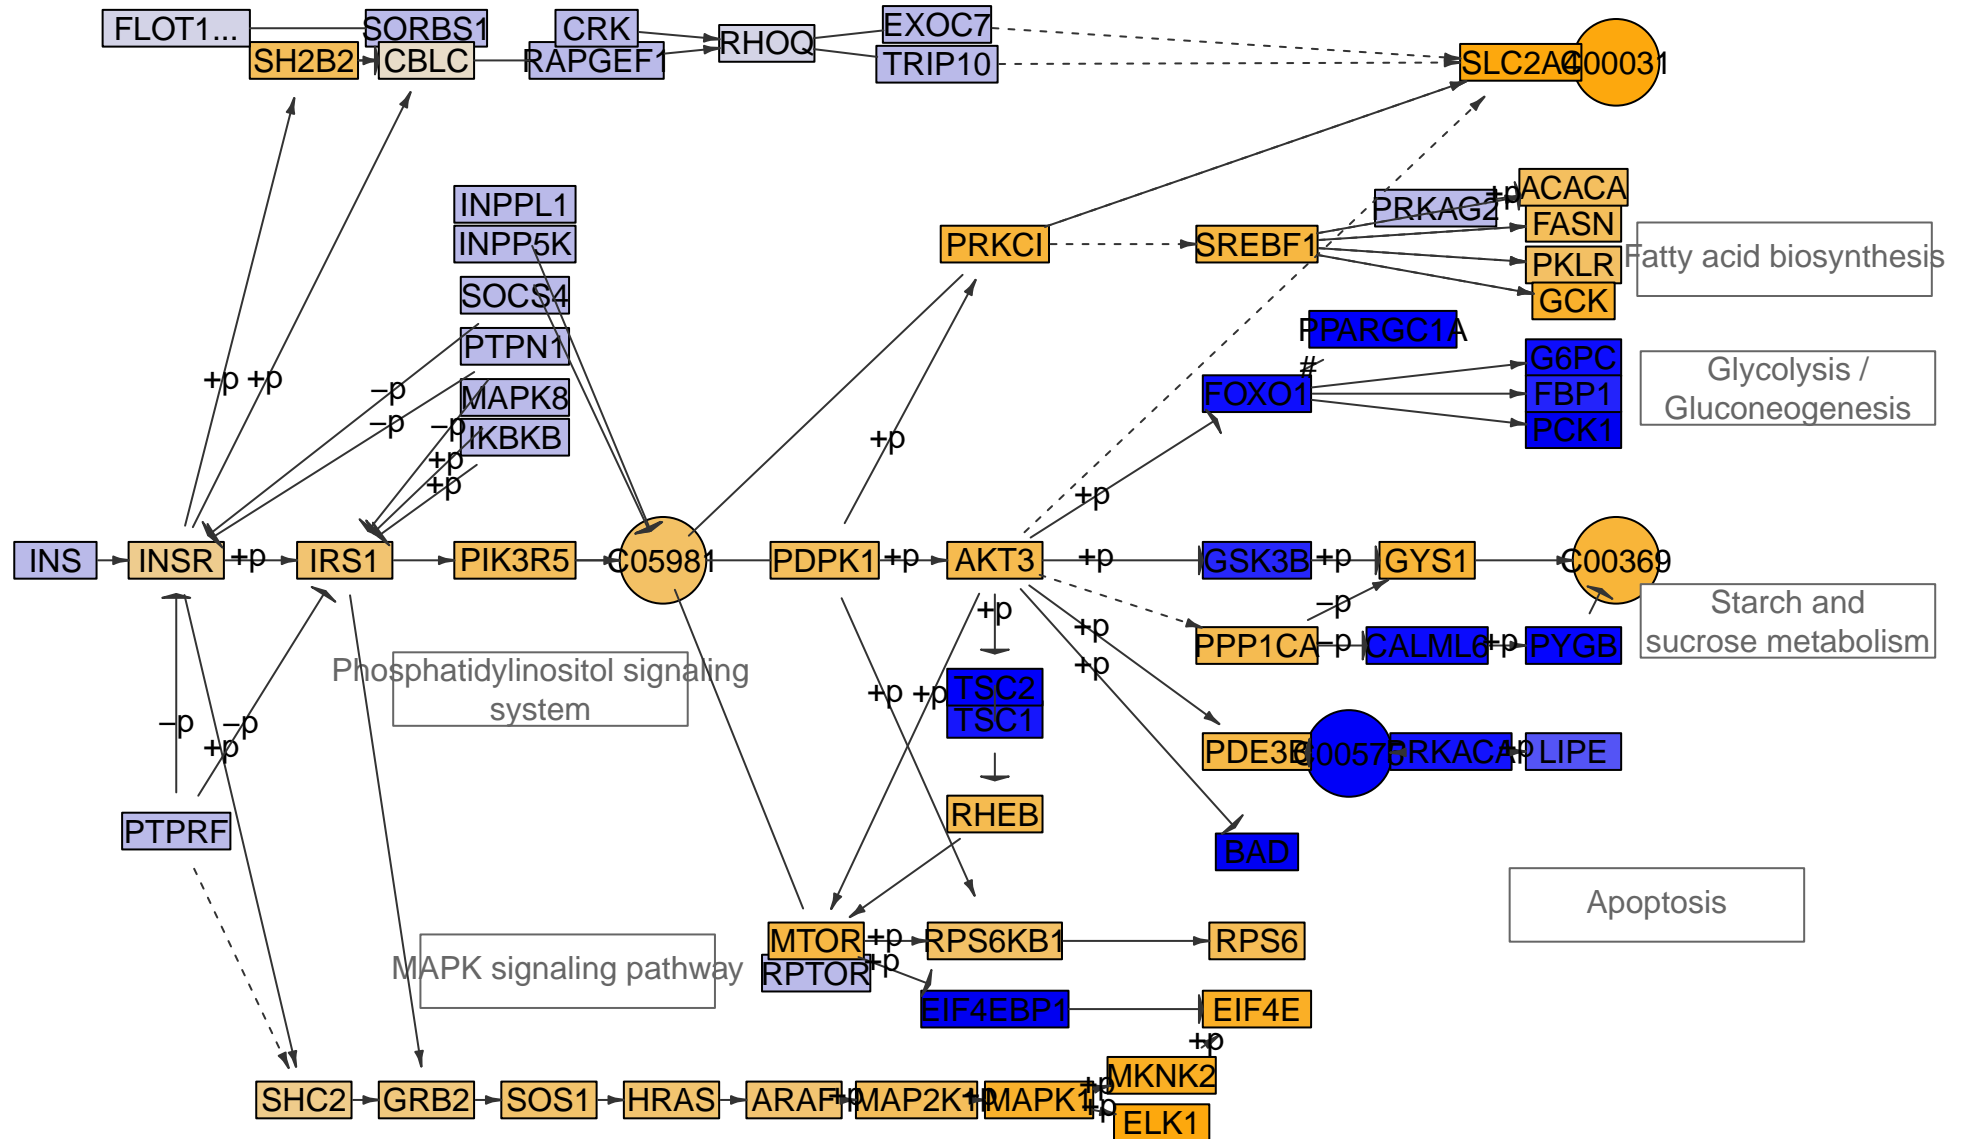 FLOT1...
SORBS1
CRK
RHOQ
EXOC7
SH2B2
CBLC
RAPGEF1
TRIP10
SLC2A4
C00031
INPPL1
INPP5K
PRKCI
SREBF1
PRKAG2
+p
ACACA
FASN
PKLR
GCK
Fatty acid biosynthesis
SOCS4
PTPN1
MAPK8
IKBKB
+p
+p
−p
−p
−p
+p
+p
+p
PPARGC1A
#
FOXO1
G6PC
FBP1
PCK1
Glycolysis /
Gluconeogenesis
+p
INS
INSR
+p
IRS1
PIK3R5
C05981
PDPK1
+p
AKT3
+p
GSK3B
+p
GYS1
C00369
−p
+p
+p
+p
PPP1CA
−p
CALML6
+p
PYGB
Starch and
sucrose metabolism
Phosphatidylinositol signaling
system
−p
−p
+p
+p
+p
TSC2
TSC1
PDE3B
C00575
PRKACA
+p
LIPE
PTPRF
RHEB
BAD
Apoptosis
MTOR
RPTOR
+p
+p
RPS6KB1
RPS6
MAPK signaling pathway
EIF4EBP1
EIF4E
+p
SHC2
GRB2
SOS1
HRAS
ARAF
+p
MAP2K1
+p
MAPK1
+p
+p
MKNK2
ELK1